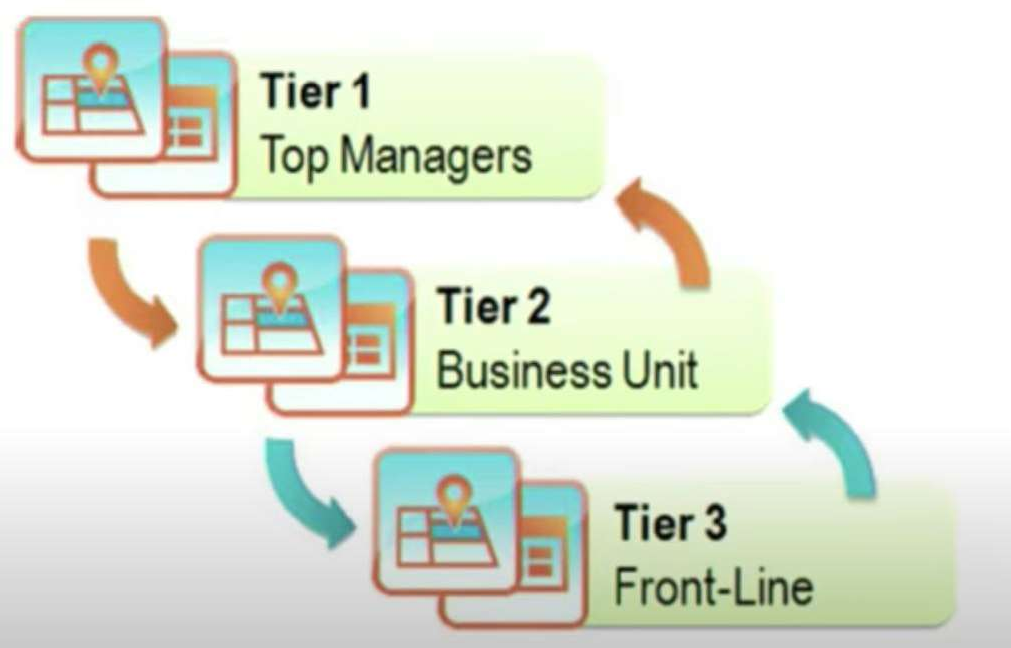 Tier 1
Top Managers
Tier 2
Business Unit
Tier 3
Front-Line